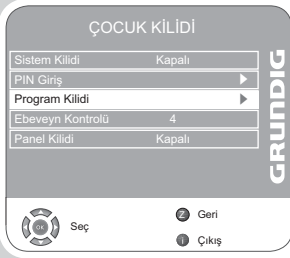 ÇOCUK KİLİDİ
Sistem Kilidi Kapalı
PIN Giriş
Program Kilidi
Ebeveyn Kontrolü 4
Panel Kilidi Kapalı
GRUNDIG
OK Seç
Z Geri
i Çıkış